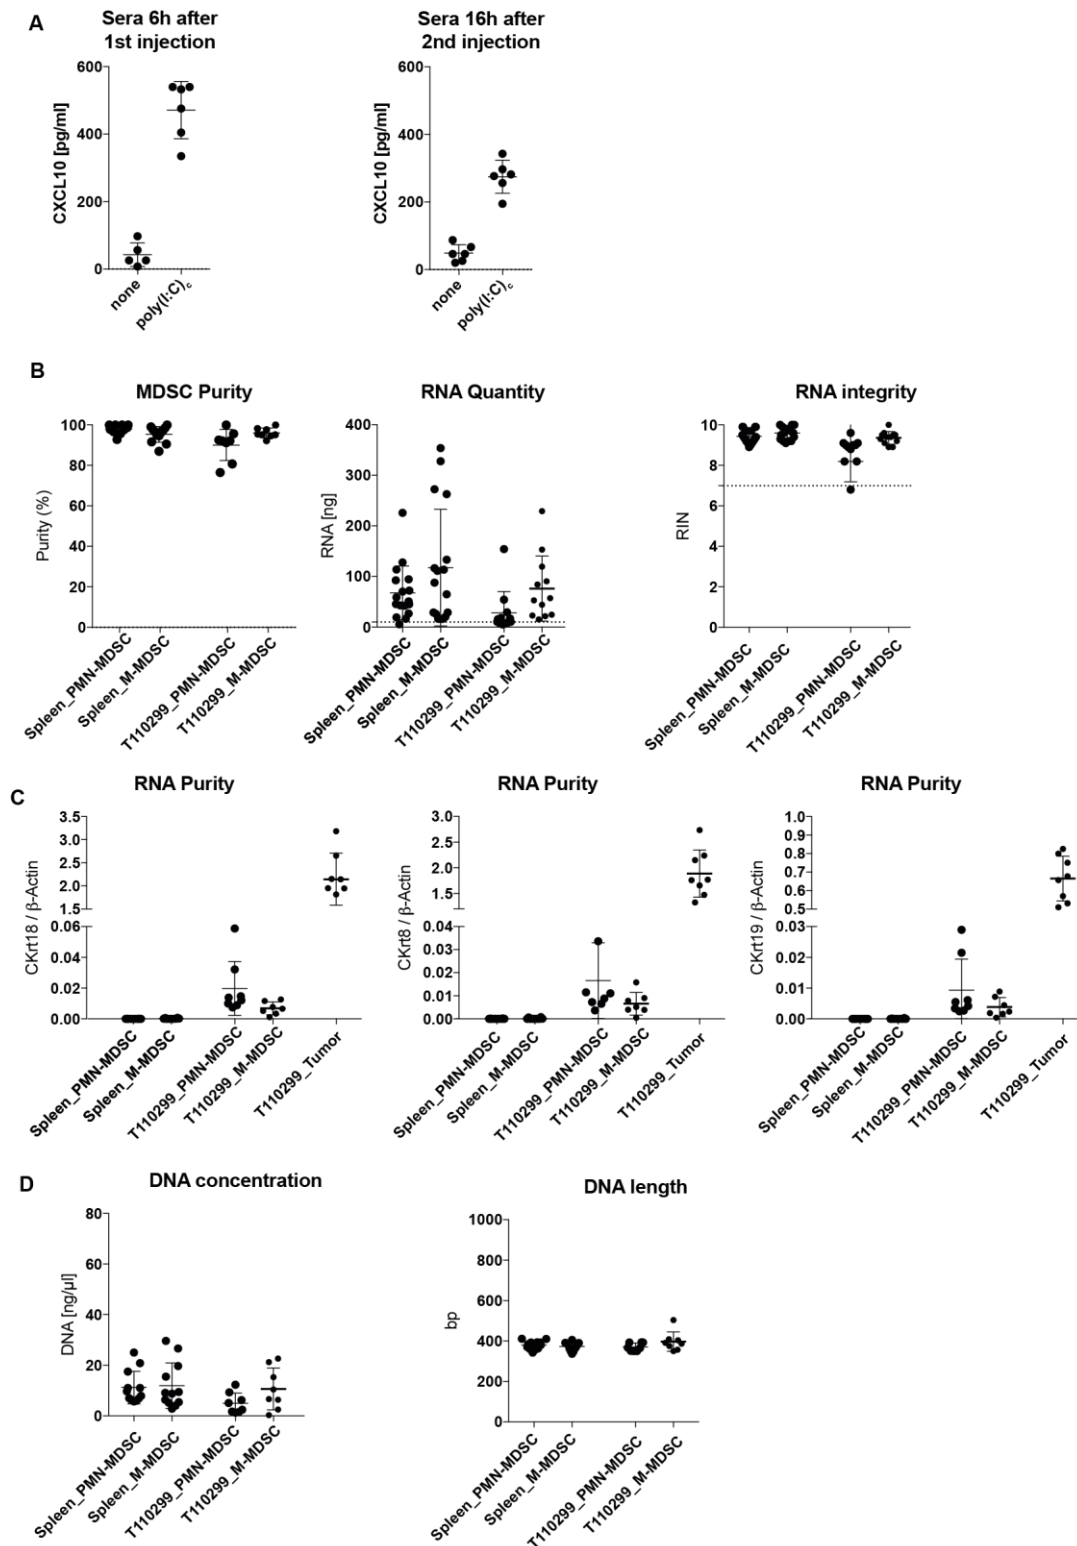 A
Sera 6h after
1st injection
Sera 16h after
2nd injection
CXCL10 [pg/ml]
600
400
200
0
none
poly(I:C)c
CXCL10 [pg/ml]
600
400
200
0
none
poly(I:C)c
B
MDSC Purity
RNA Quantity
RNA integrity
Purity (%)
100
80
60
40
20
0
Spleen_PMN-MDSC
Spleen_M-MDSC
T110299_PMN-MDSC
T110299_M-MDSC
RNA [ng]
400
300
200
100
0
Spleen_PMN-MDSC
Spleen_M-MDSC
T110299_PMN-MDSC
T110299_M-MDSC
RIN
10
8
6
4
2
0
Spleen_PMN-MDSC
Spleen_M-MDSC
T110299_PMN-MDSC
T110299_M-MDSC
C
RNA Purity
RNA Purity
RNA Purity
CKrt18 / β-Actin
3.5
3.0
2.5
2.0
1.5
0.06
0.04
0.02
0.00
Spleen_PMN-MDSC
Spleen_M-MDSC
T110299_PMN-MDSC
T110299_M-MDSC
T110299_Tumor
CKrt8 / β-Actin
3.0
2.5
2.0
1.5
1.0
0.04
0.03
0.02
0.01
0.00
Spleen_PMN-MDSC
Spleen_M-MDSC
T110299_PMN-MDSC
T110299_M-MDSC
T110299_Tumor
CKrt19 / β-Actin
1.0
0.9
0.8
0.7
0.6
0.5
0.03
0.02
0.01
0.00
Spleen_PMN-MDSC
Spleen_M-MDSC
T110299_PMN-MDSC
T110299_M-MDSC
T110299_Tumor
D
DNA concentration
DNA length
DNA [ng/µl]
80
60
40
20
0
Spleen_PMN-MDSC
Spleen_M-MDSC
T110299_PMN-MDSC
T110299_M-MDSC
bp
1000
800
600
400
200
0
Spleen_PMN-MDSC
Spleen_M-MDSC
T110299_PMN-MDSC
T110299_M-MDSC